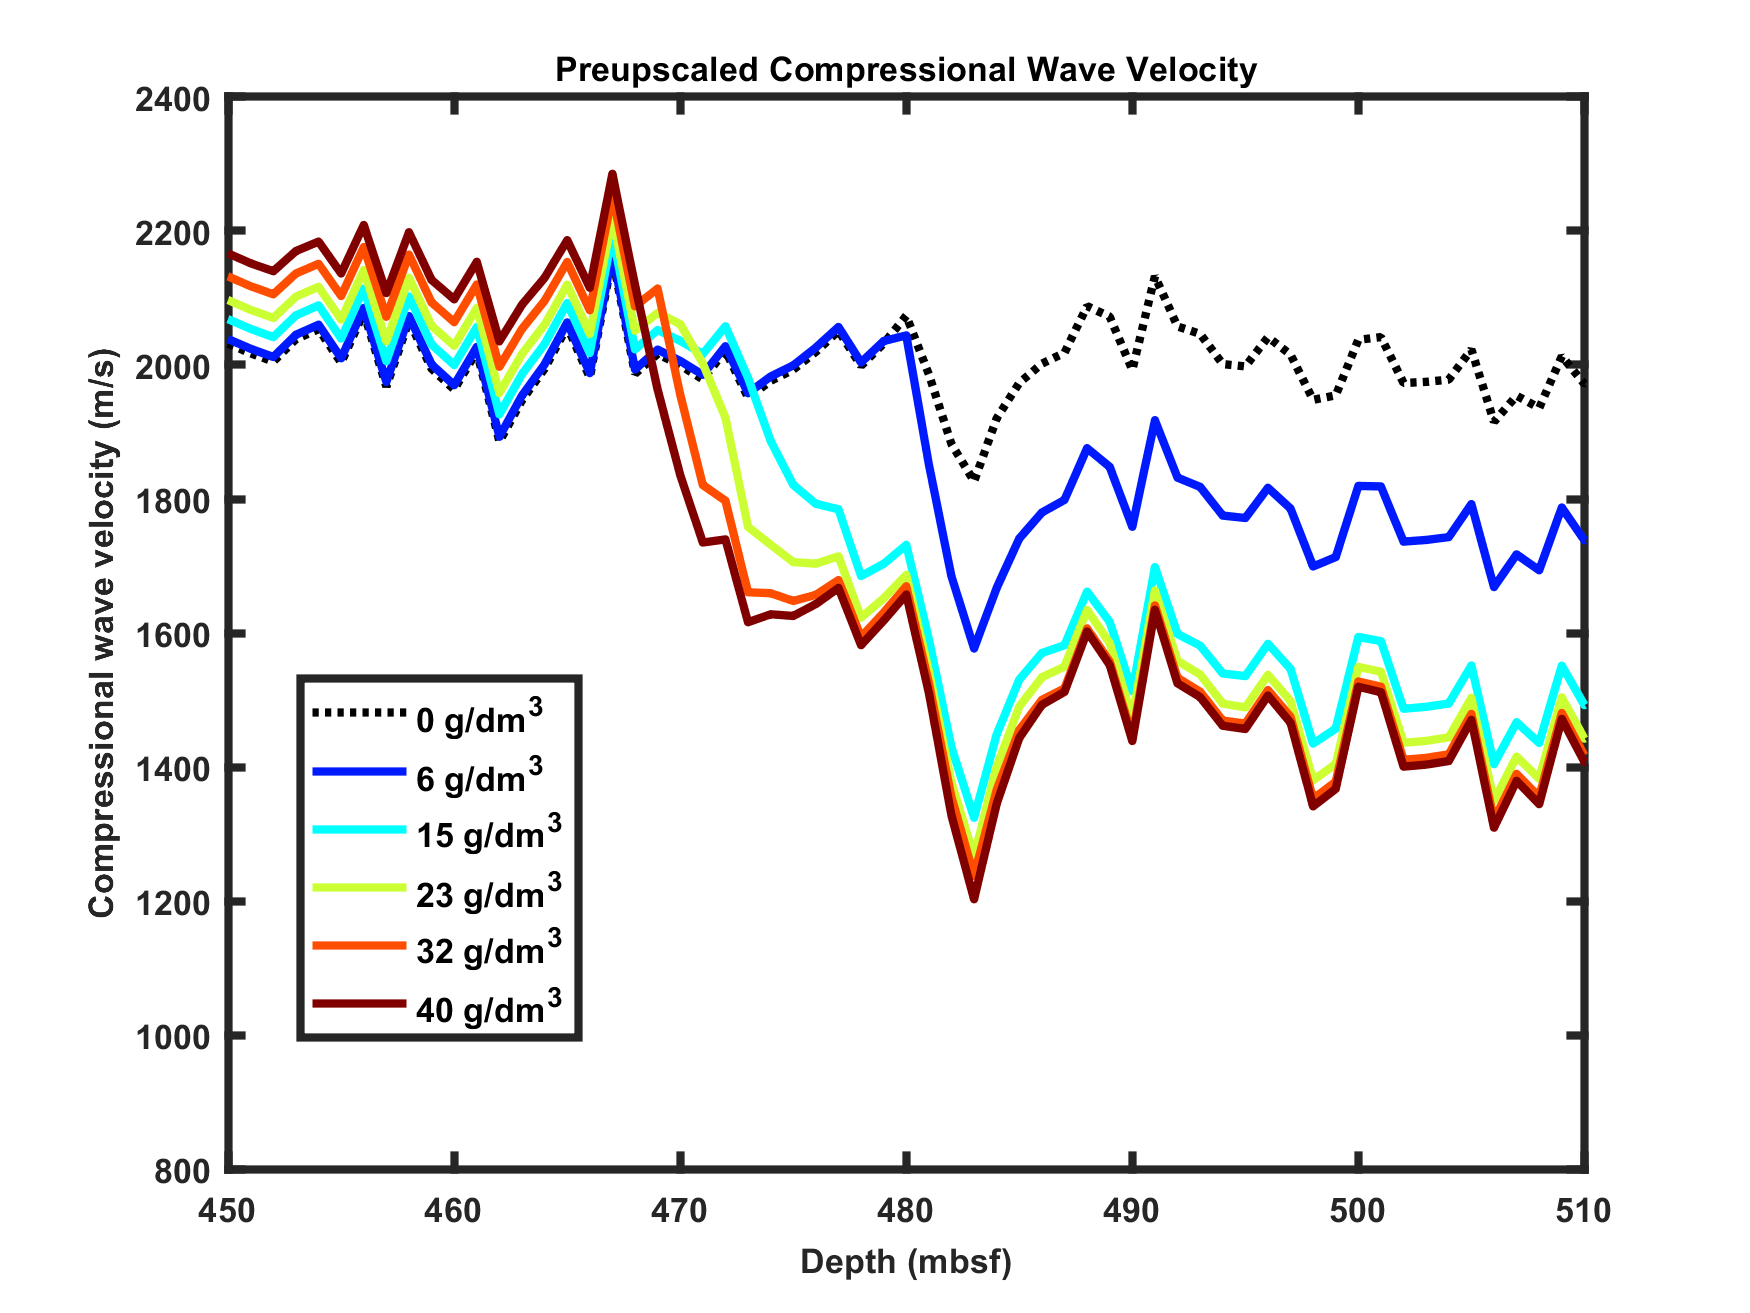 Preupscaled Compressional Wave Velocity
2400
2200
2000
1800
1600
1400
1200
1000
800
Compressional wave velocity (m/s)
0 g/dm³
6 g/dm³
15 g/dm³
23 g/dm³
32 g/dm³
40 g/dm³
450 460 470 480 490 500 510
Depth (mbsf)